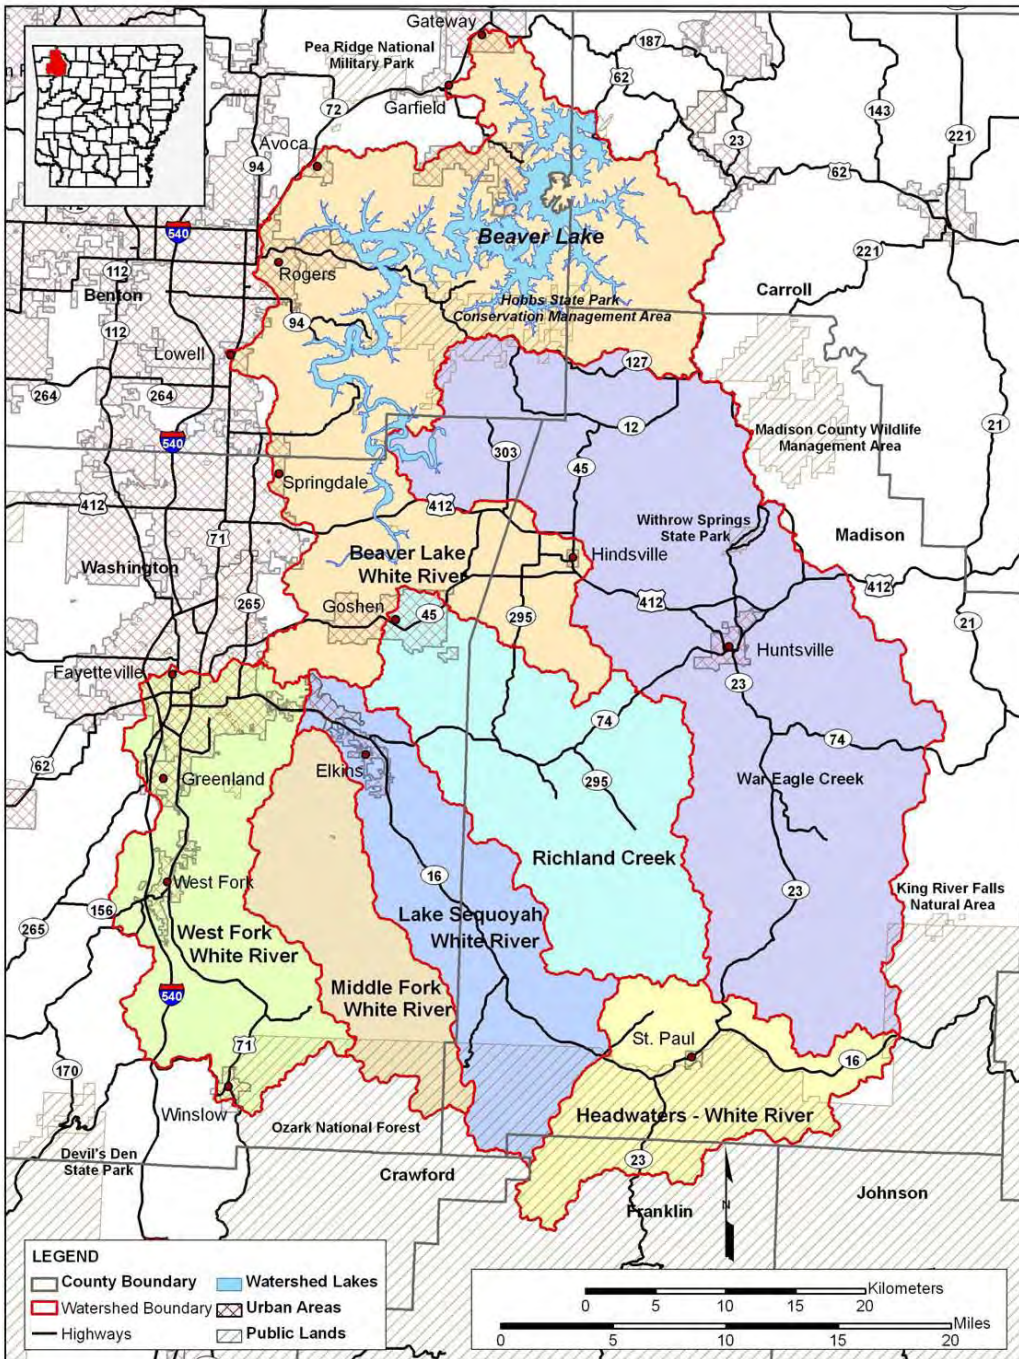 Gateway
Pea Ridge National
Military Park
187
62
Garfield
72
143
23
221
Avoca
94
62
72
540
221
112
Rogers
Beaver Lake
Benton
Carroll
Hobbs State Park
Conservation Management Area
94
112
Lowell
127
264
264
12
21
540
Madison County Wildlife
Management Area
303
45
Springdale
412
412
Withrow Springs
State Park
71
Madison
Beaver Lake
White River
Hindsville
Washington
412
265
Goshen
45
412
295
21
Huntsville
Fayetteville
23
74
74
62
Elkins
Greenland
War Eagle Creek
295
Richland Creek
16
West Fork
23
King River Falls
Natural Area
156
265
Lake Sequoyah
White River
West Fork
White River
Middle Fork
White River
540
71
St. Paul
16
170
Winslow
Headwaters - White River
Ozark National Forest
Devil's Den
State Park
Crawford
23
Johnson
N
Franklin
LEGEND
County Boundary
Watershed Lakes
Watershed Boundary
Urban Areas
Highways
Public Lands
Kilometers
0 5 10 15 20
Miles
0 5 10 15 20